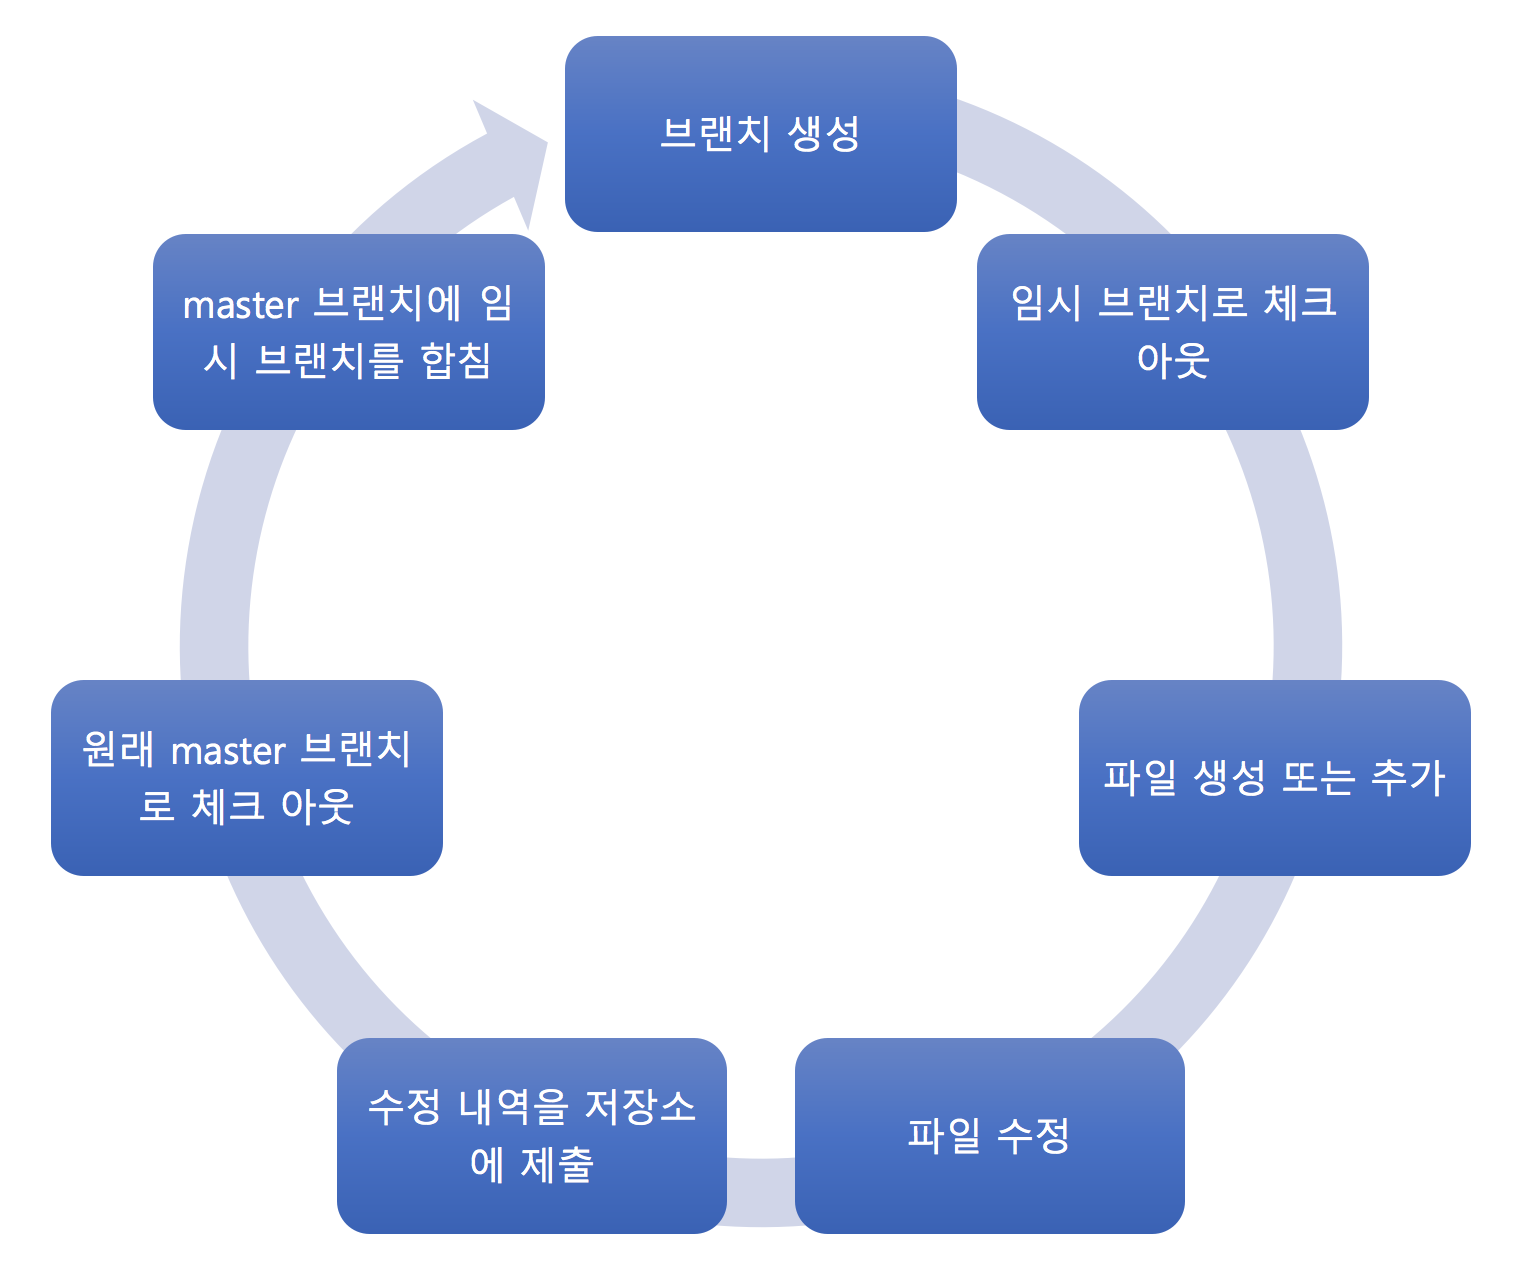 브랜치 생성
임시 브랜치로 체크
아웃
파일 생성 또는 추가
파일 수정
수정 내역을 저장소
에 제출
원래 master 브랜치
로 체크 아웃
master 브랜치에 임
시 브랜치를 합침